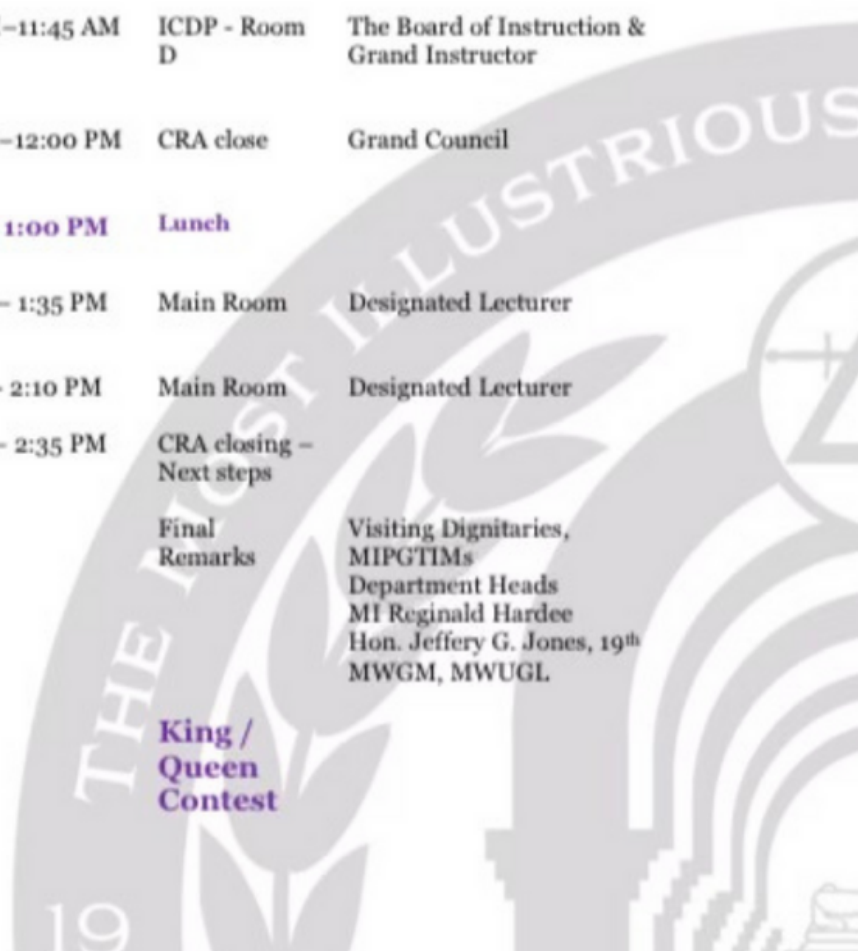 –11:45 AM ICDP - Room The Board of Instruction &
D Grand Instructor
–12:00 PM CRA close Grand Council
1:00 PM Lunch
– 1:35 PM Main Room Designated Lecturer
- 2:10 PM Main Room Designated Lecturer
- 2:35 PM CRA closing –
Next steps
Final Visiting Dignitaries,
Remarks MIPGTIMs
Department Heads
MI Reginald Hardee
Hon. Jeffery G. Jones, 19th
MWGM, MWUGL
King /
Queen
Contest
THE MOST ILLUSTRIOUS
19